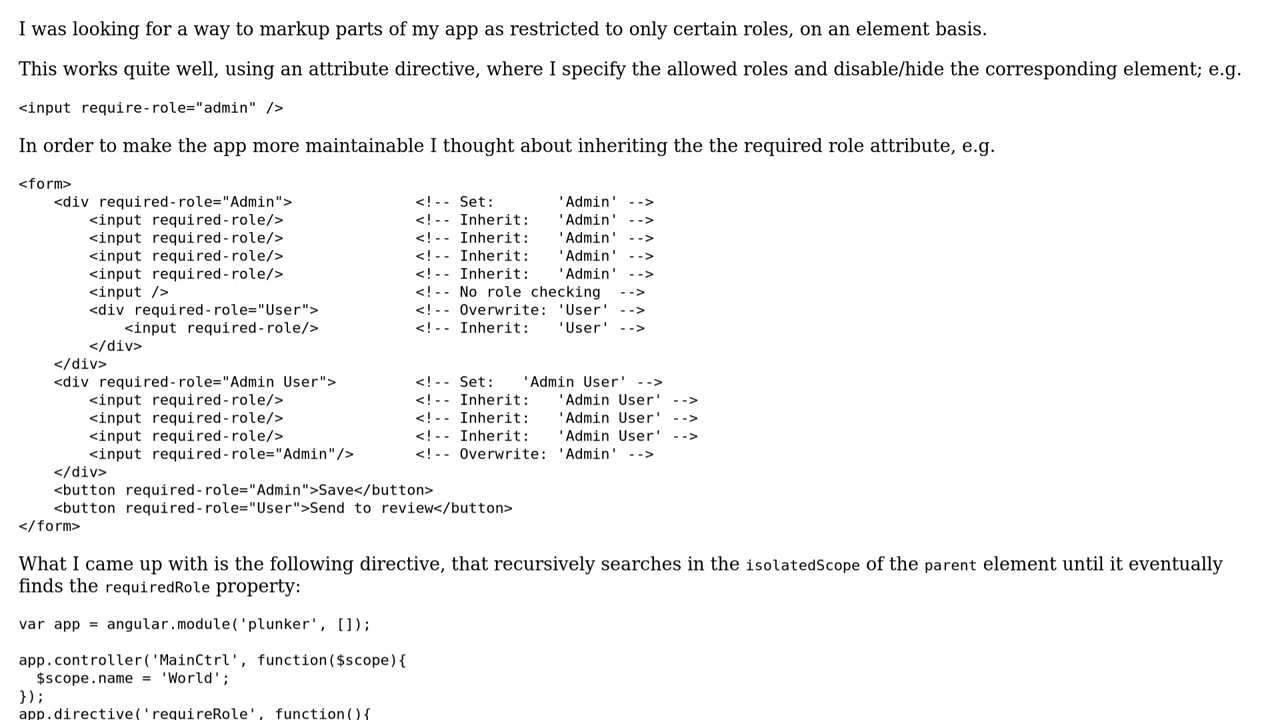 I was looking for a way to markup parts of my app as restricted to only certain roles, on an element basis.
This works quite well, using an attribute directive, where I specify the allowed roles and disable/hide the corresponding element; e.g.
<input require-role="admin" />
In order to make the app more maintainable I thought about inheriting the the required role attribute, e.g.
<form>
    <div required-role="Admin">              <!-- Set:       'Admin' -->
        <input required-role/>               <!-- Inherit:   'Admin' -->
        <input required-role/>               <!-- Inherit:   'Admin' -->
        <input required-role/>               <!-- Inherit:   'Admin' -->
        <input required-role/>               <!-- Inherit:   'Admin' -->
        <input />                            <!-- No role checking  -->
        <div required-role="User">           <!-- Overwrite: 'User' -->
            <input required-role/>           <!-- Inherit:   'User' -->
        </div>
    </div>
    <div required-role="Admin User">         <!-- Set:   'Admin User' -->
        <input required-role/>               <!-- Inherit:   'Admin User' -->
        <input required-role/>               <!-- Inherit:   'Admin User' -->
        <input required-role/>               <!-- Inherit:   'Admin User' -->
        <input required-role="Admin"/>       <!-- Overwrite: 'Admin' -->
    </div>
    <button required-role="Admin">Save</button>
    <button required-role="User">Send to review</button>
</form>
What I came up with is the following directive, that recursively searches in the isolatedScope of the parent element until it eventually
finds the requiredRole property:
var app = angular.module('plunker', []);
app.controller('MainCtrl', function($scope){
  $scope.name = 'World';
});
app.directive('requireRole', function(){